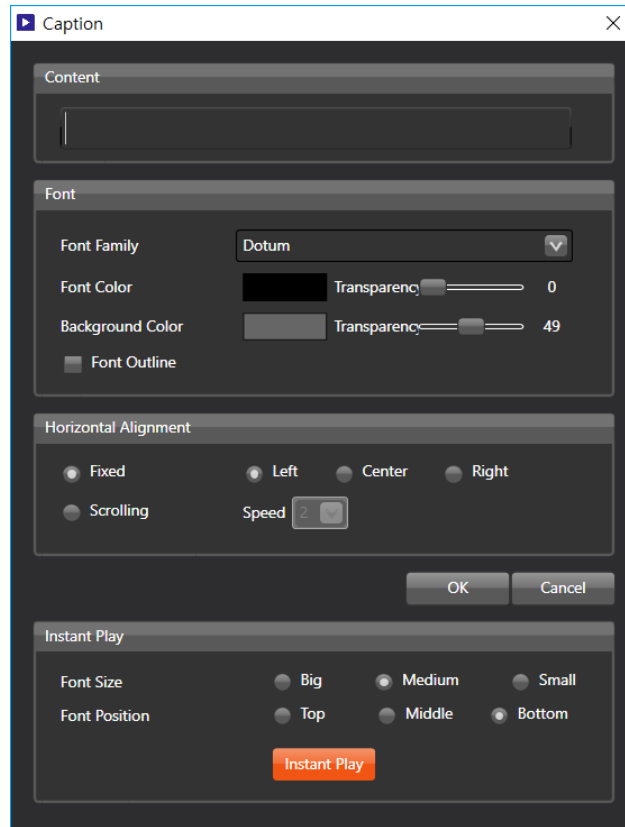 Caption
Content
Font
Font Family Dotum
Font Color Transparency 0
Background Color Transparency 49
Font Outline
Horizontal Alignment
Fixed Left Center Right
Scrolling Speed 2
OK Cancel
Instant Play
Font Size Big Medium Small
Font Position Top Middle Bottom
Instant Play